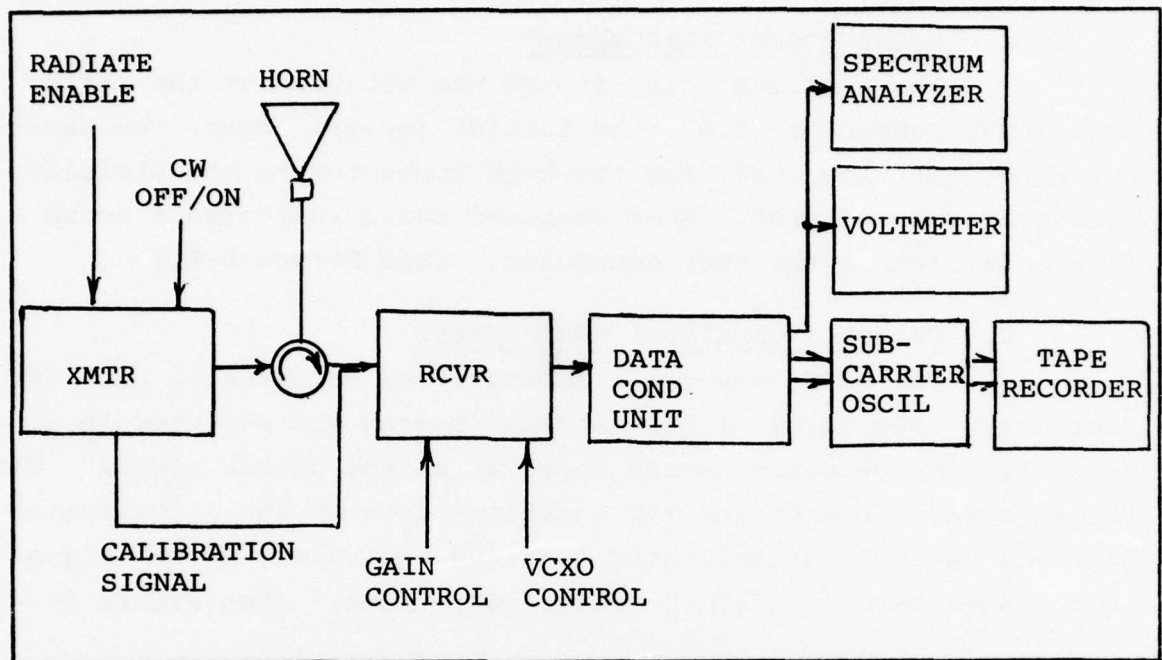 RADIATE
ENABLE
HORN
CW
OFF/ON
SPECTRUM
ANALYZER
VOLTMETER
XMTR
RCVR
DATA
COND
UNIT
SUB-
CARRIER
OSCIL
TAPE
RECORDER
CALIBRATION
SIGNAL
GAIN
CONTROL
VCXO
CONTROL